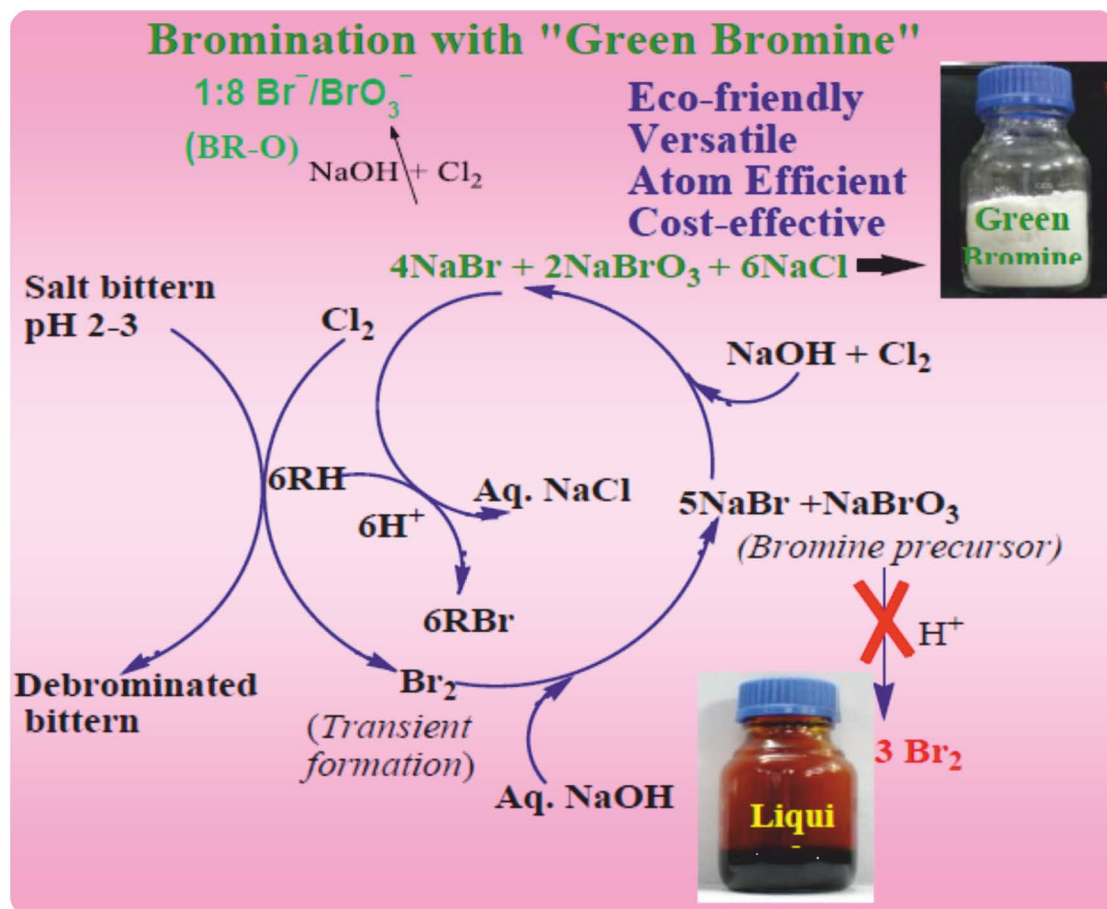 Bromination with "Green Bromine"
1:8 Br⁻/BrO₃⁻
(BR-O)
NaOH + Cl₂
Eco-friendly
Versatile
Atom Efficient
Cost-effective
Green
Bromine
4NaBr + 2NaBrO₃ + 6NaCl
Salt bittern
pH 2-3
Cl₂
NaOH + Cl₂
6RH
Aq. NaCl
6H⁺
5NaBr +NaBrO₃
(Bromine precursor)
6RBr
H⁺
Debrominated
bittern
Br₂
(Transient
formation)
Aq. NaOH
3 Br₂
Liqui